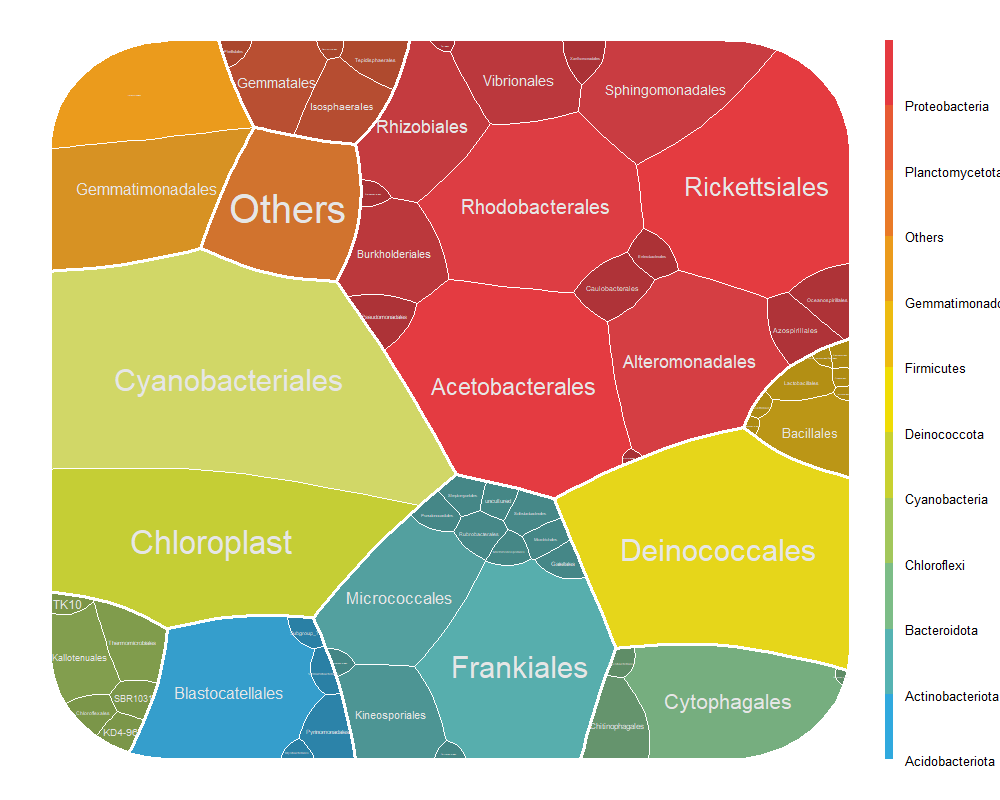 Gemmatales
Tepidisphaerales
Isosphaerales
Vibrionales
Sphingomonadales
Rhizobiales
Gemmatimonadales
Others
Rhodobacterales
Rickettsiales
Burkholderiales
Caulobacterales
Oceanospirillales
Azospirillales
Cyanobacteriales
Acetobacterales
Alteromonadales
Lactobacillales
Bacillales
uncultured
Rubrobacterales
Gaiellales
Chloroplast
Deinococcales
TK10
Micrococcales
Thermomicrobiales
Kallotenuales
SBR1031
Chloroflexales
KD4-96
Blastocatellales
Frankiales
Kineosporiales
Cytophagales
Chitinophagales
Proteobacteria
Planctomycetota
Others
Gemmatimonado
Firmicutes
Deinococcota
Cyanobacteria
Chloroflexi
Bacteroidota
Actinobacteriota
Acidobacteriota